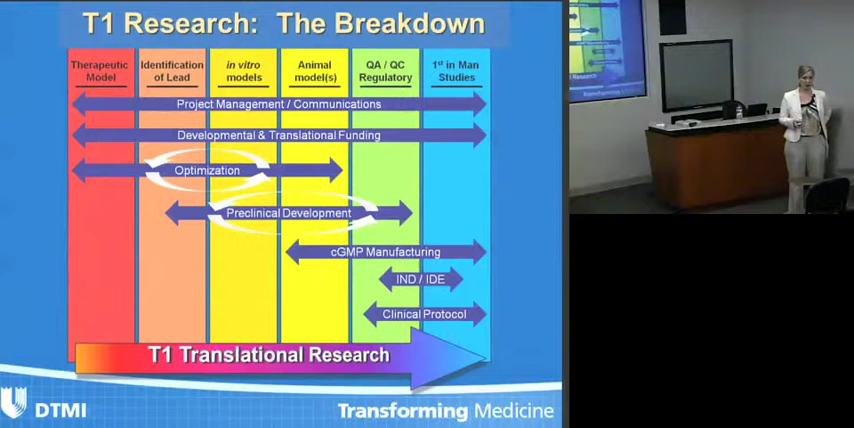 T1 Research: The Breakdown
Therapeutic Model
Identification of Lead
in vitro models
Animal model(s)
QA / QC Regulatory
1st in Man Studies
Project Management / Communications
Developmental & Translational Funding
Optimization
Preclinical Development
cGMP Manufacturing
IND / IDE
Clinical Protocol
T1 Translational Research
DTMI
Transforming Medicine
Research
Transforming